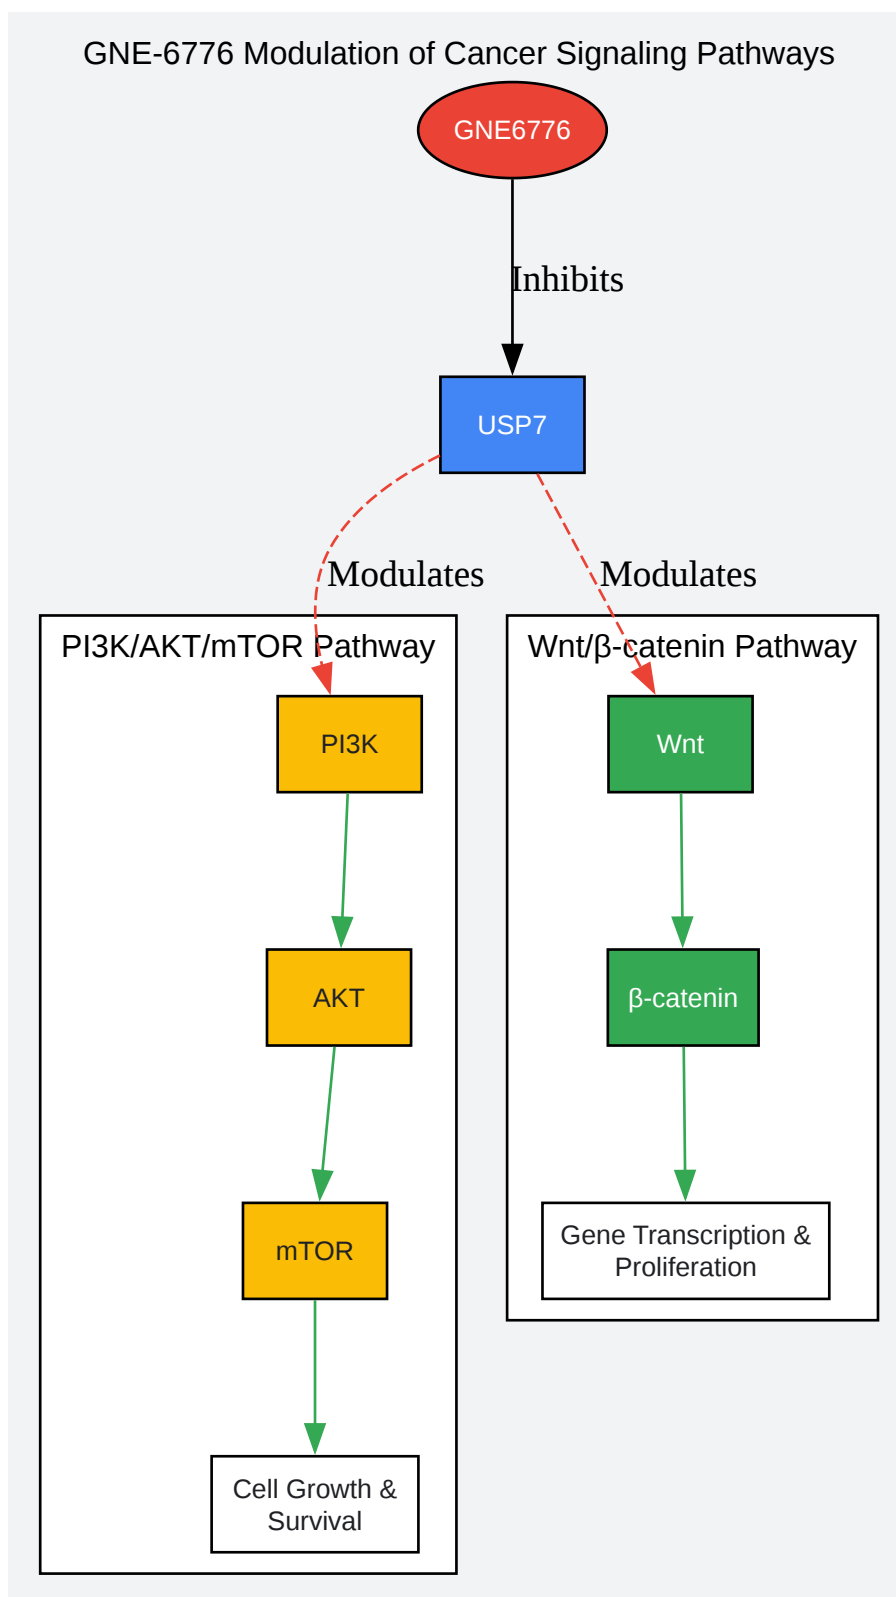 GNE-6776 Modulation of Cancer Signaling Pathways
GNE6776
Inhibits
USP7
Modulates
Modulates
PI3K/AKT/mTOR Pathway
Wnt/β-catenin Pathway
PI3K
Wnt
AKT
β-catenin
mTOR
Gene Transcription &
Proliferation
Cell Growth &
Survival